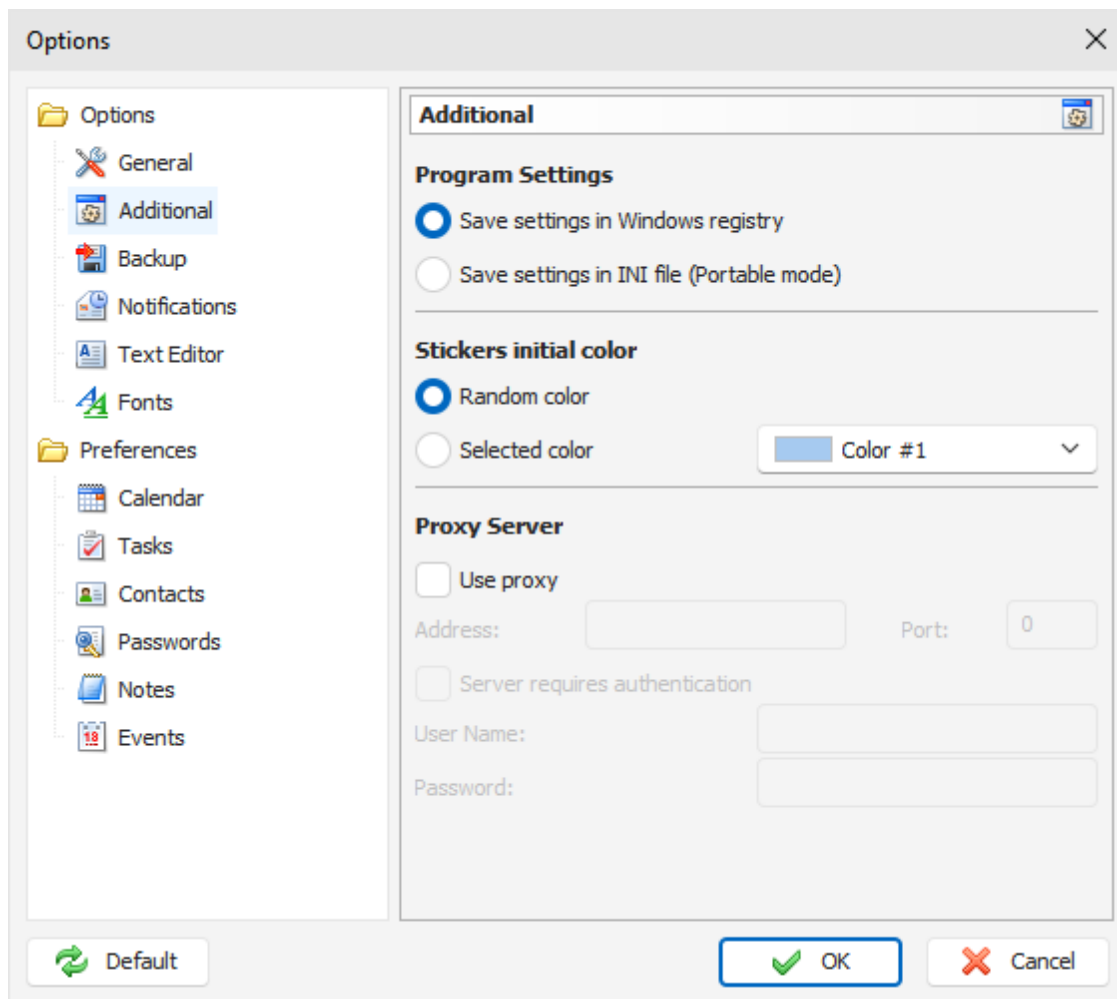 Options
Options
General
Additional
Backup
Notifications
Text Editor
Fonts
Preferences
Calendar
Tasks
Contacts
Passwords
Notes
Events
Additional
Program Settings
Save settings in Windows registry
Save settings in INI file (Portable mode)
Stickers initial color
Random color
Selected color Color #1
Proxy Server
Use proxy
Address: Port: 0
Server requires authentication
User Name:
Password:
Default OK Cancel